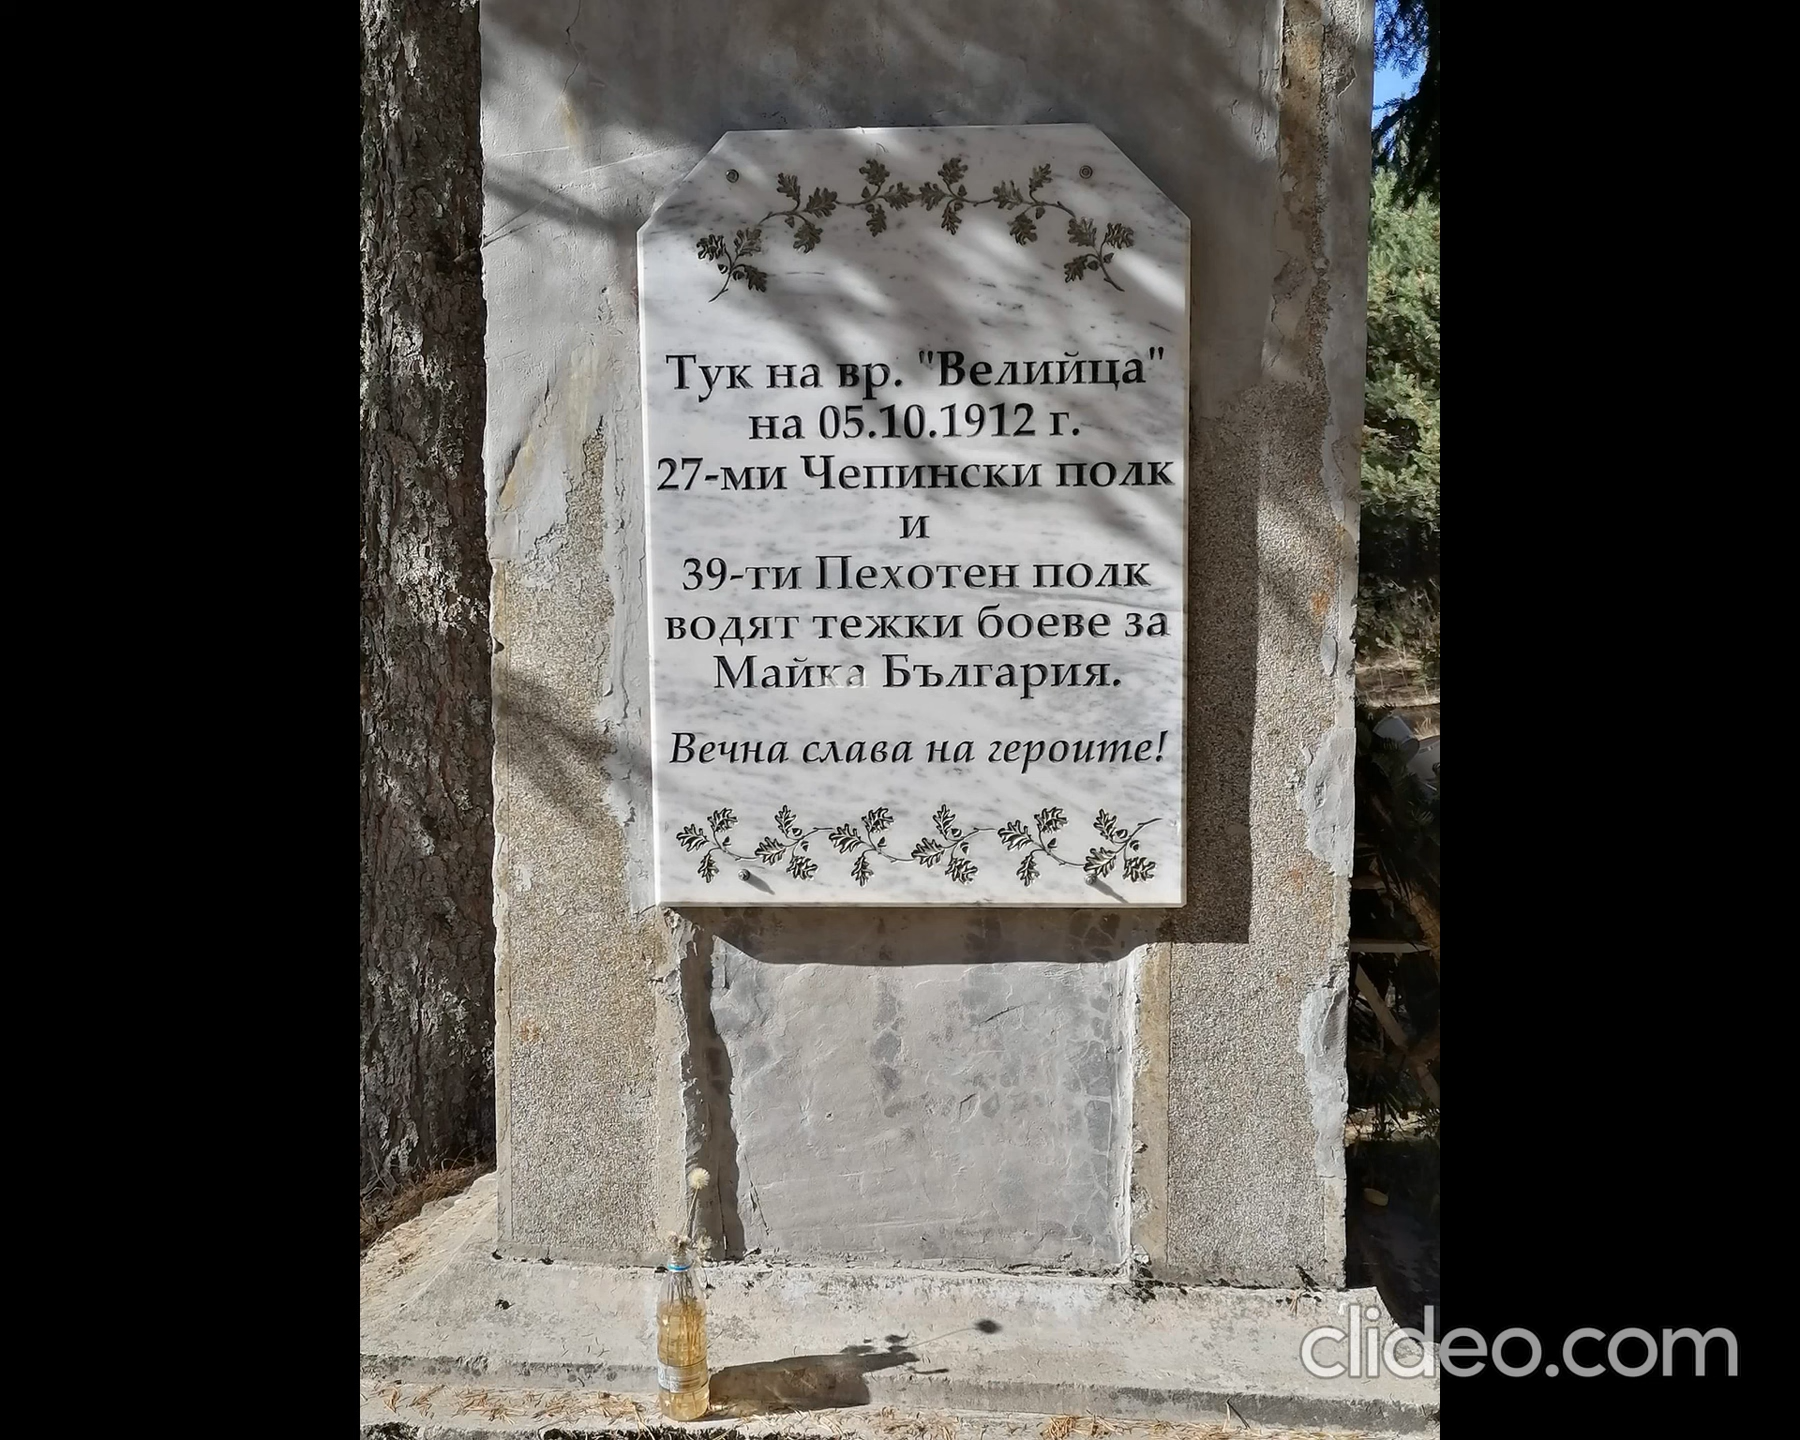 Тук на вр. "Велийца"
на 05.10.1912 г.
27-ми Чепински полк
и
39-ти Пехотен полк
водят тежки боеве за
Майка България.
Вечна слава на героите!
clideo.com